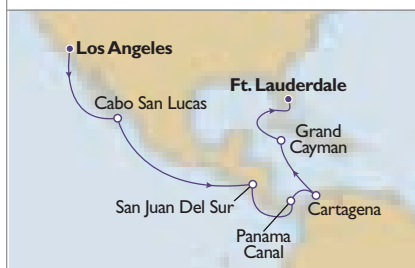 Los Angeles
Ft. Lauderdale
Cabo San Lucas
Grand
Cayman
San Juan Del Sur
Cartagena
Panama
Canal